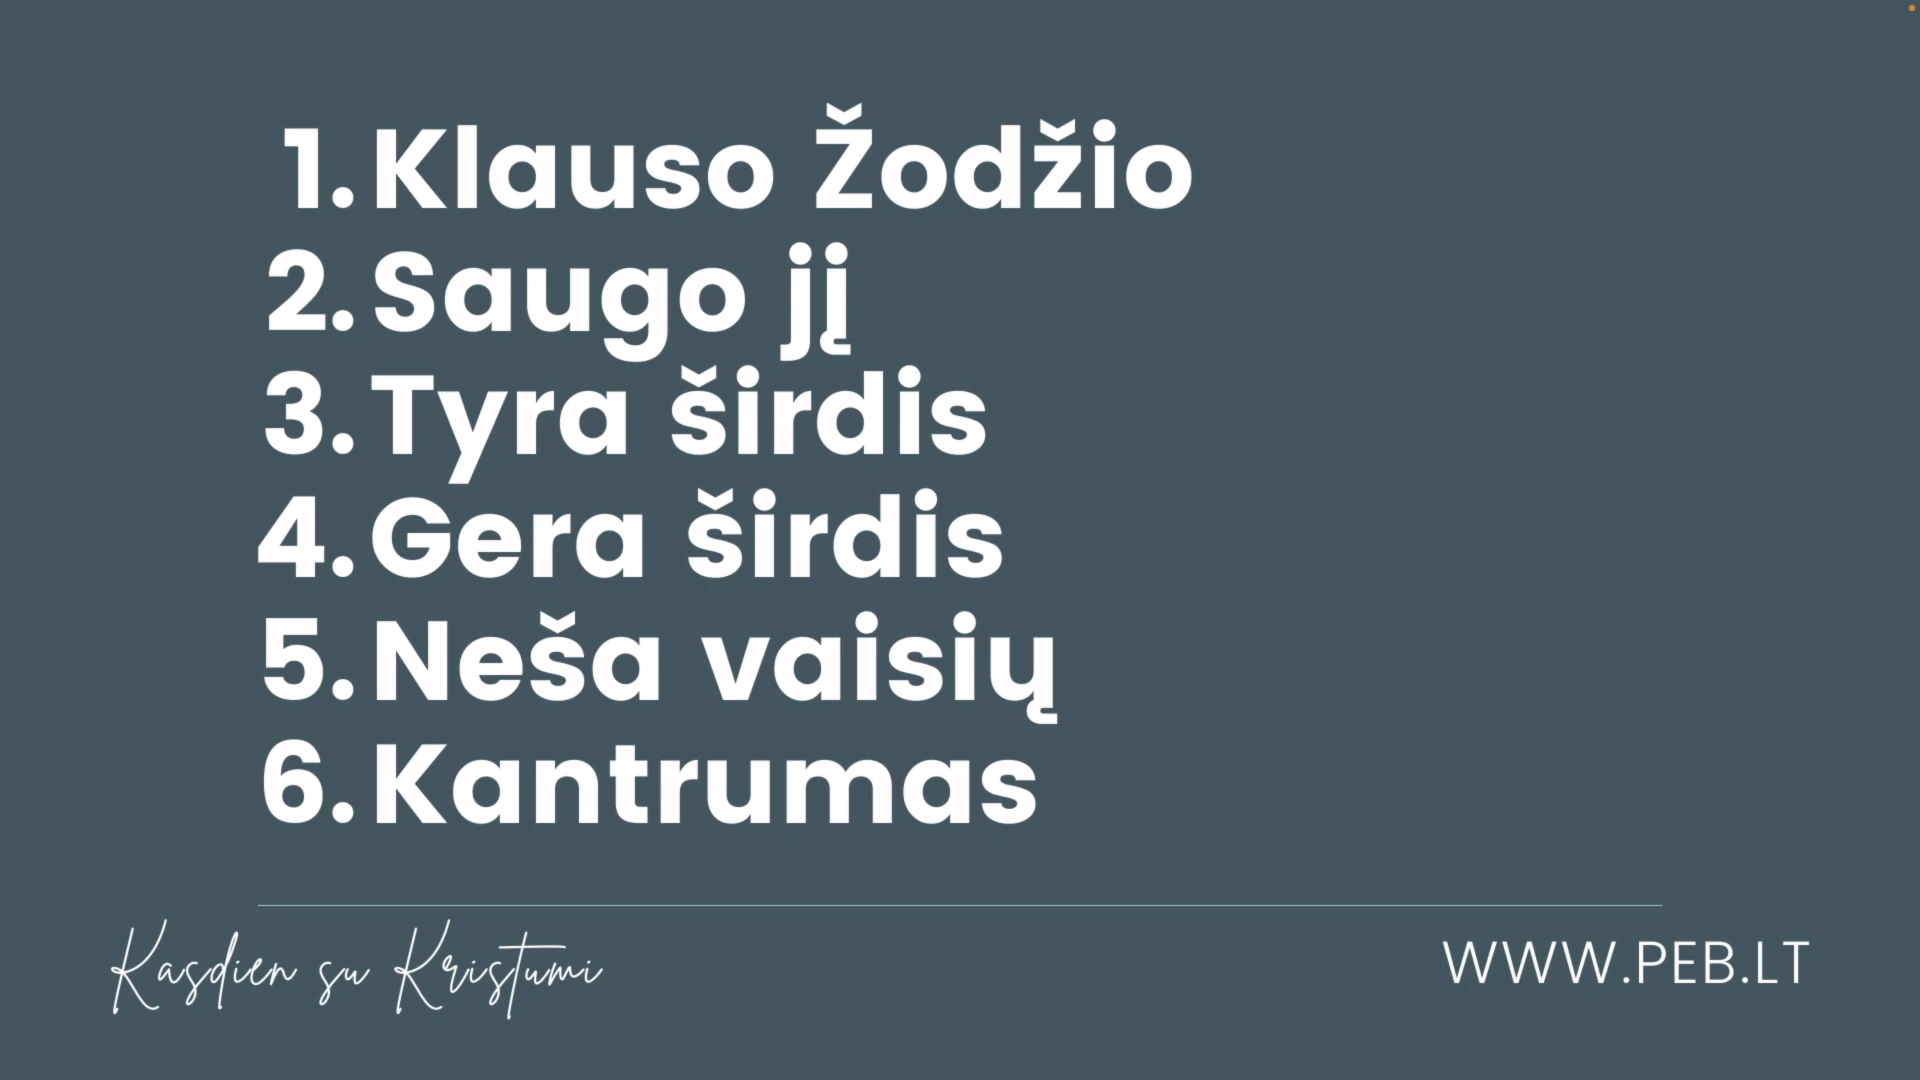 1. Klauso Žodžio
2. Saugo jį
3. Tyra širdis
4. Gera širdis
5. Neša vaisių
6. Kantrumas
Kasdien su Kristumi
WWW.PEB.LT